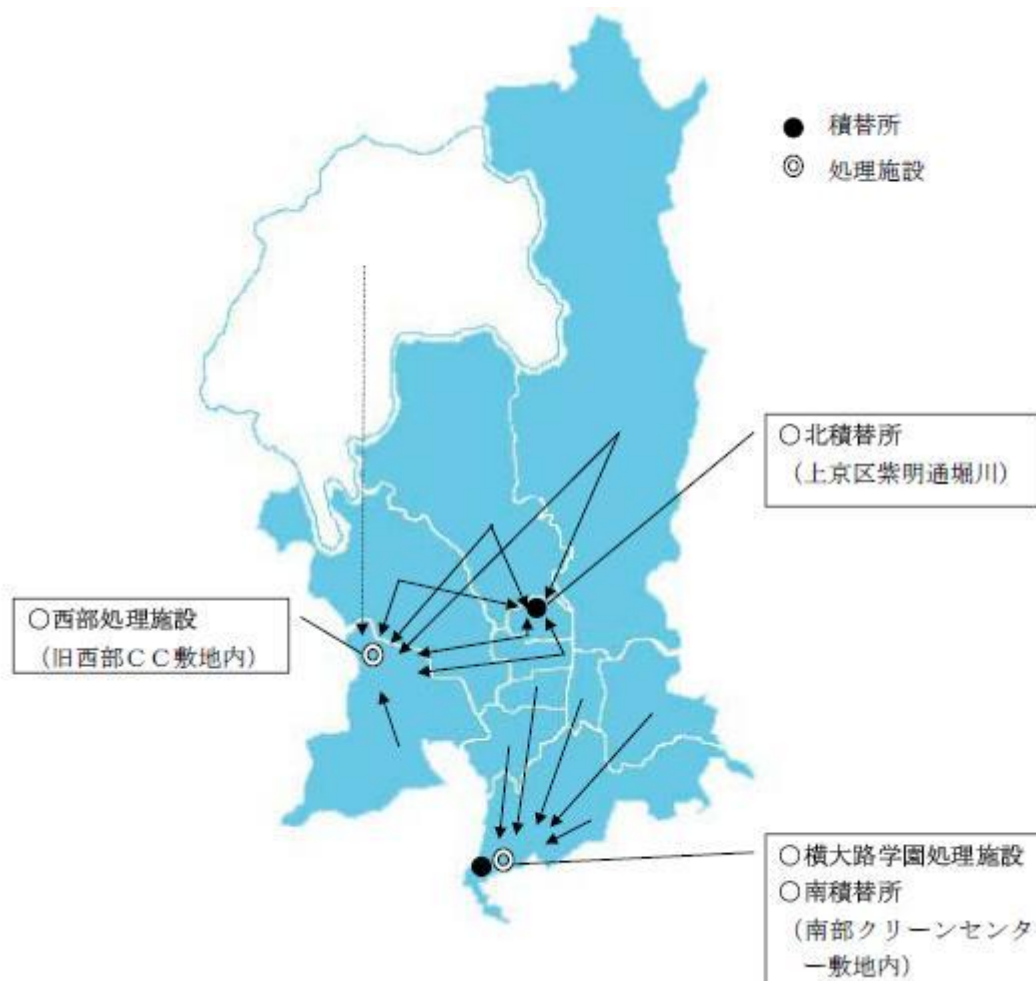 ● 積替所
◎ 処理施設
○北積替所
（上京区紫明通堀川）
○西部処理施設
（旧西部ＣＣ敷地内）
○横大路学園処理施設
○南積替所
（南部クリーンセンタ
ー敷地内）